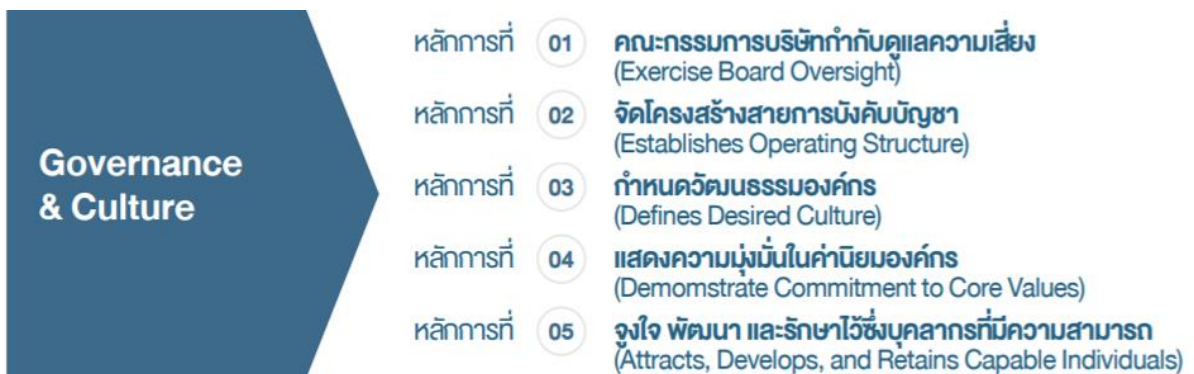 Governance
& Culture
หลักการที่ 01 คณะกรรมการบริษัทกำกับดูแลความเสี่ยง
(Exercise Board Oversight)
หลักการที่ 02 จัดโครงสร้างสายการบังคับบัญชา
(Establishes Operating Structure)
หลักการที่ 03 กำหนดวัฒนธรรมองค์กร
(Defines Desired Culture)
หลักการที่ 04 แสดงความมุ่งมั่นในค่านิยมองค์กร
(Demomstrate Commitment to Core Values)
หลักการที่ 05 จูงใจ พัฒนา และรักษาไว้ซึ่งบุคลากรที่มีความสามารถ
(Attracts, Develops, and Retains Capable Individuals)